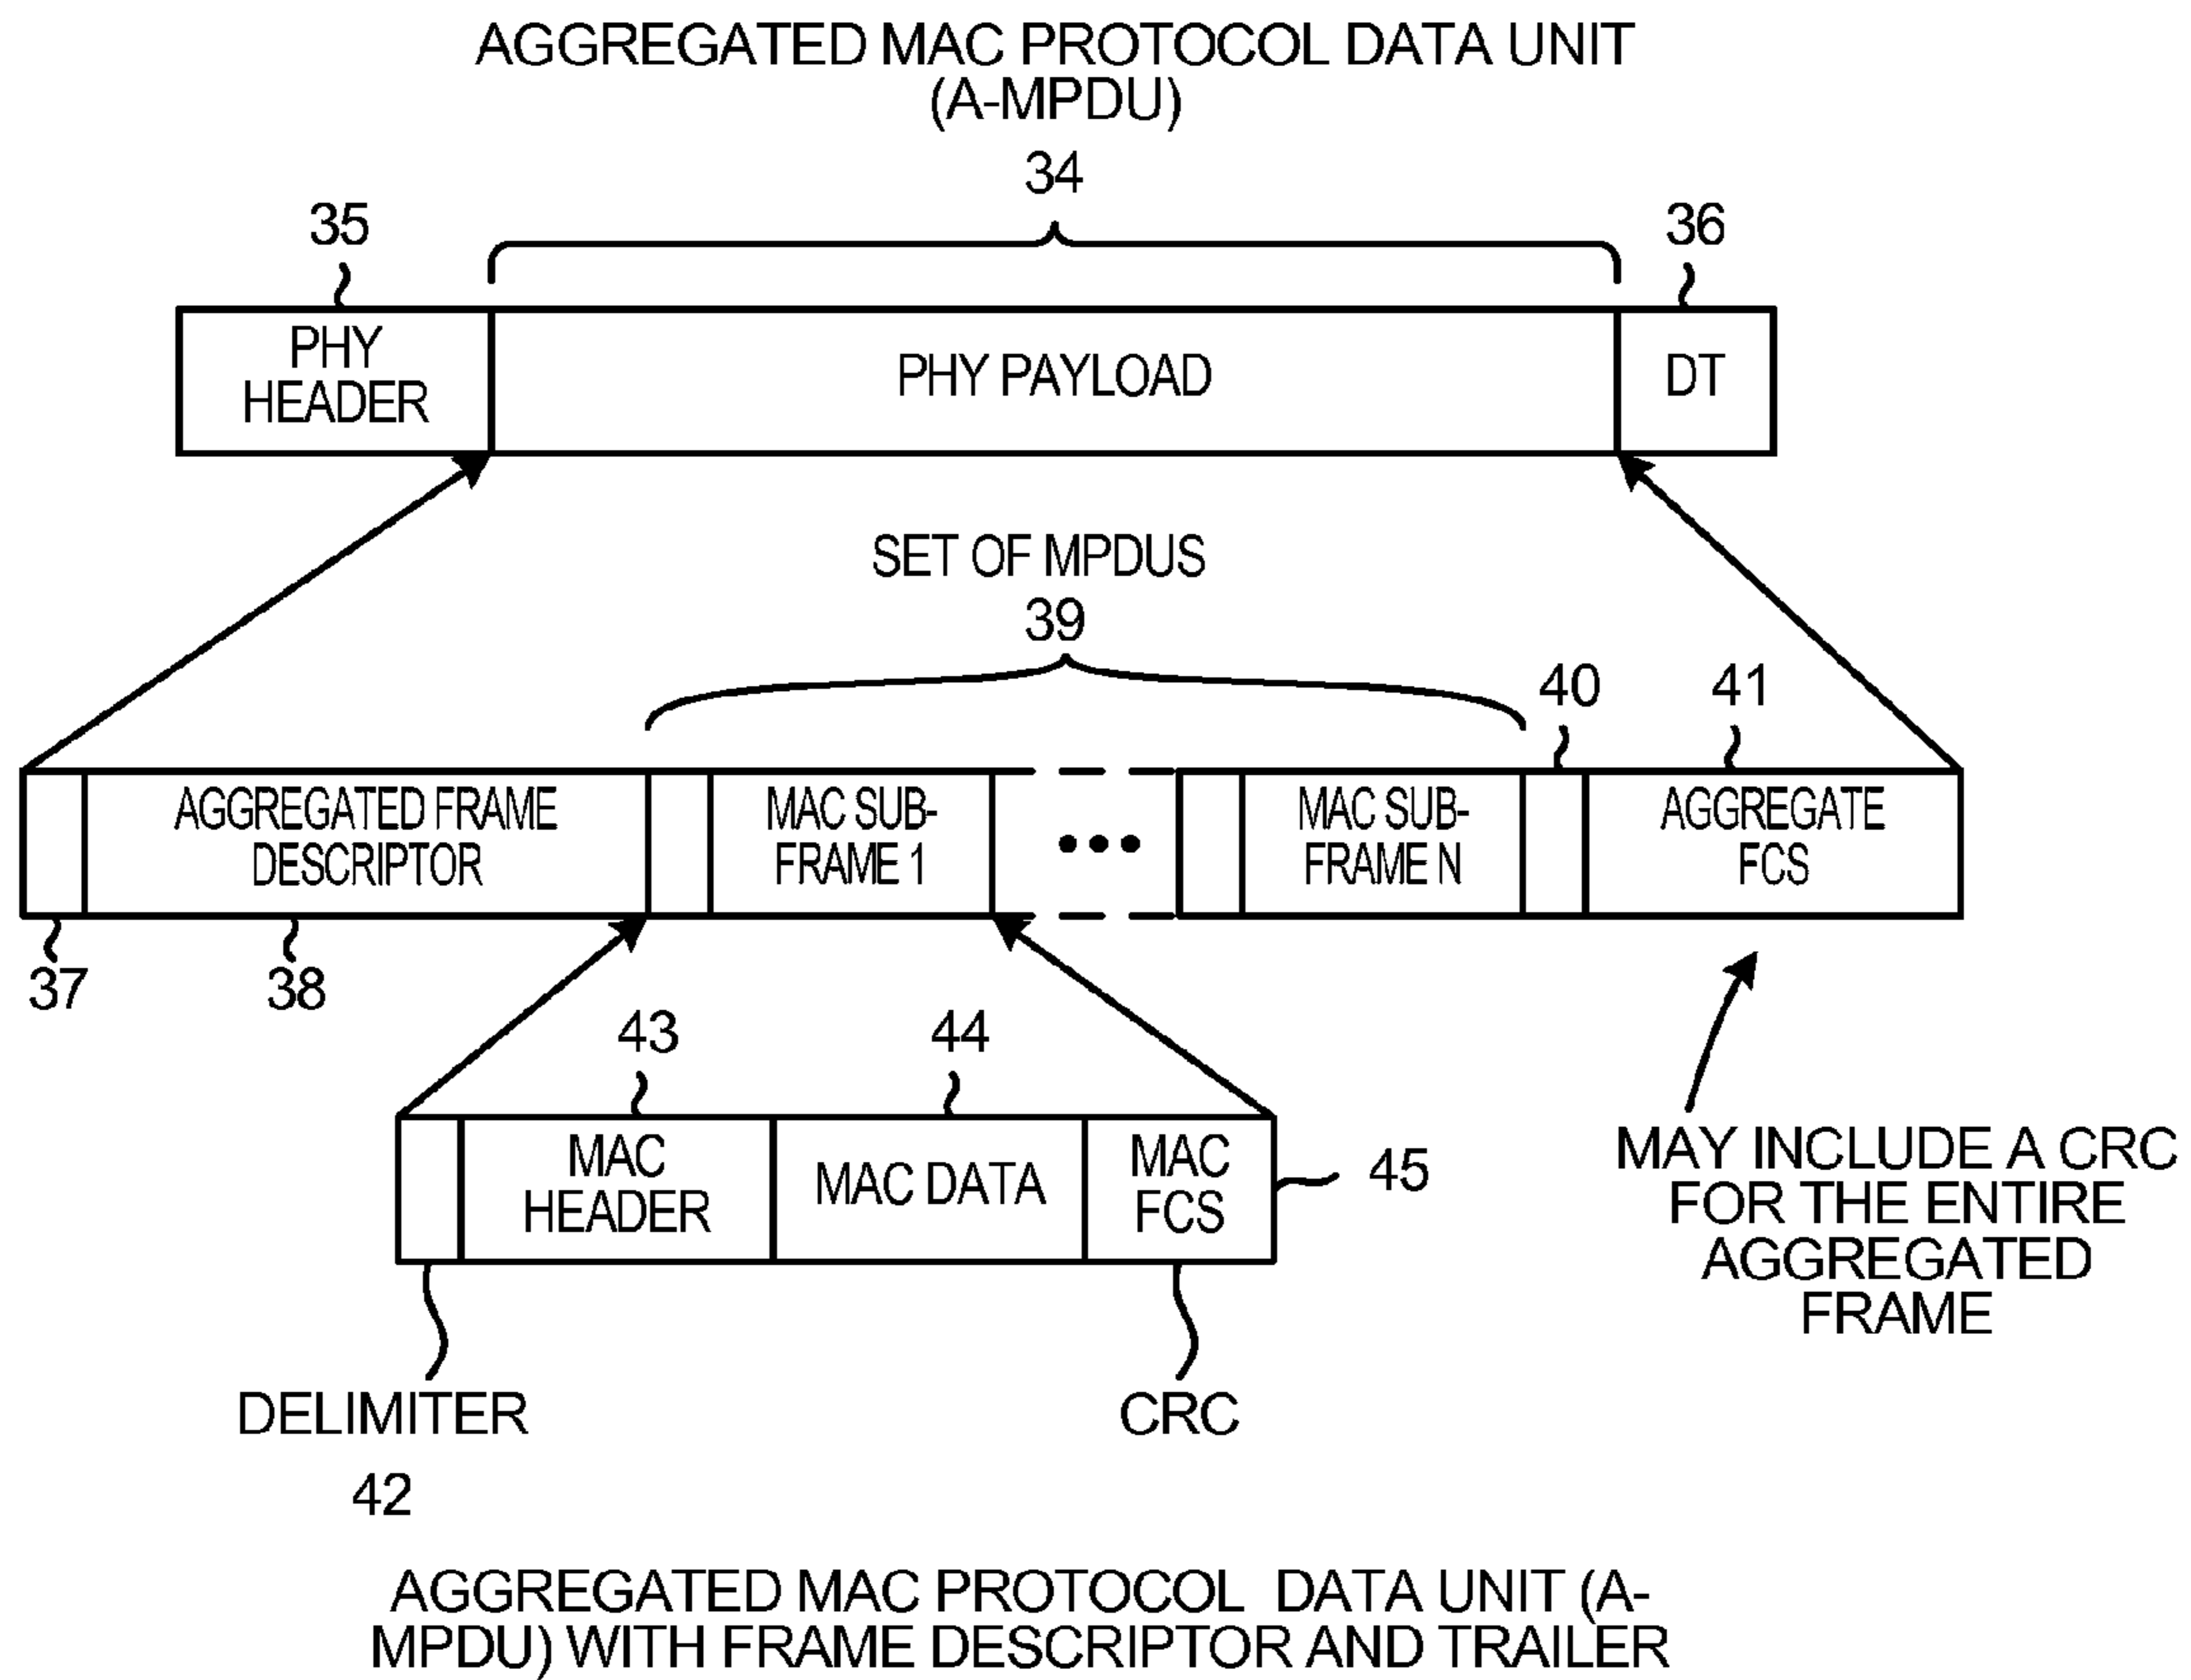 AGGREGATED MAC PROTOCOL DATA UNIT
(A-MPDU)
34
35
36
PHY
HEADER
PHY PAYLOAD
DT
SET OF MPDUS
39
40
41
AGGREGATED FRAME
DESCRIPTOR
MAC SUB-
FRAME 1
MAC SUB-
FRAME N
AGGREGATE
FCS
37
38
43
44
MAC
HEADER
MAC DATA
MAC
FCS
45
MAY INCLUDE A CRC
FOR THE ENTIRE
AGGREGATED
FRAME
DELIMITER
42
CRC
AGGREGATED MAC PROTOCOL DATA UNIT (A-
MPDU) WITH FRAME DESCRIPTOR AND TRAILER